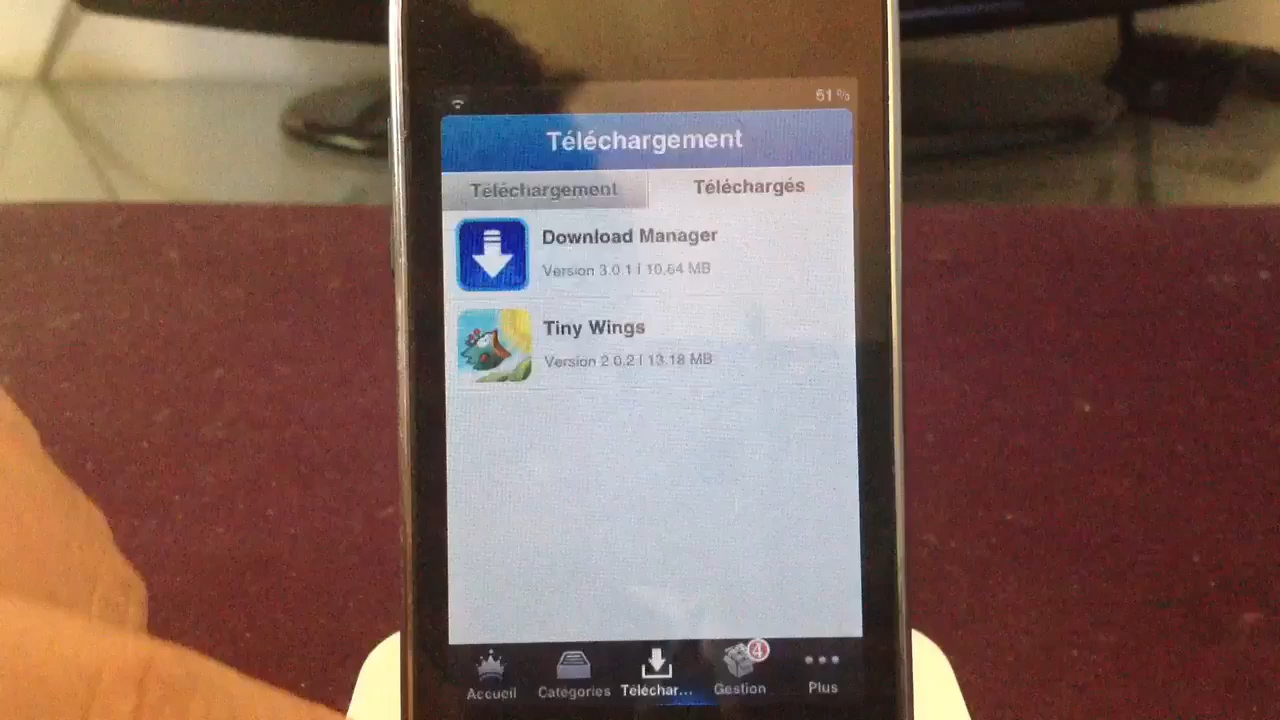 51 %
Téléchargement
Téléchargement
Téléchargés
Download Manager
Version 3.0.1 | 10,64 MB
Tiny Wings
Version 2.0.2 | 13.18 MB
4
Accueil
Catégories
Téléchar...
Gestion
Plus